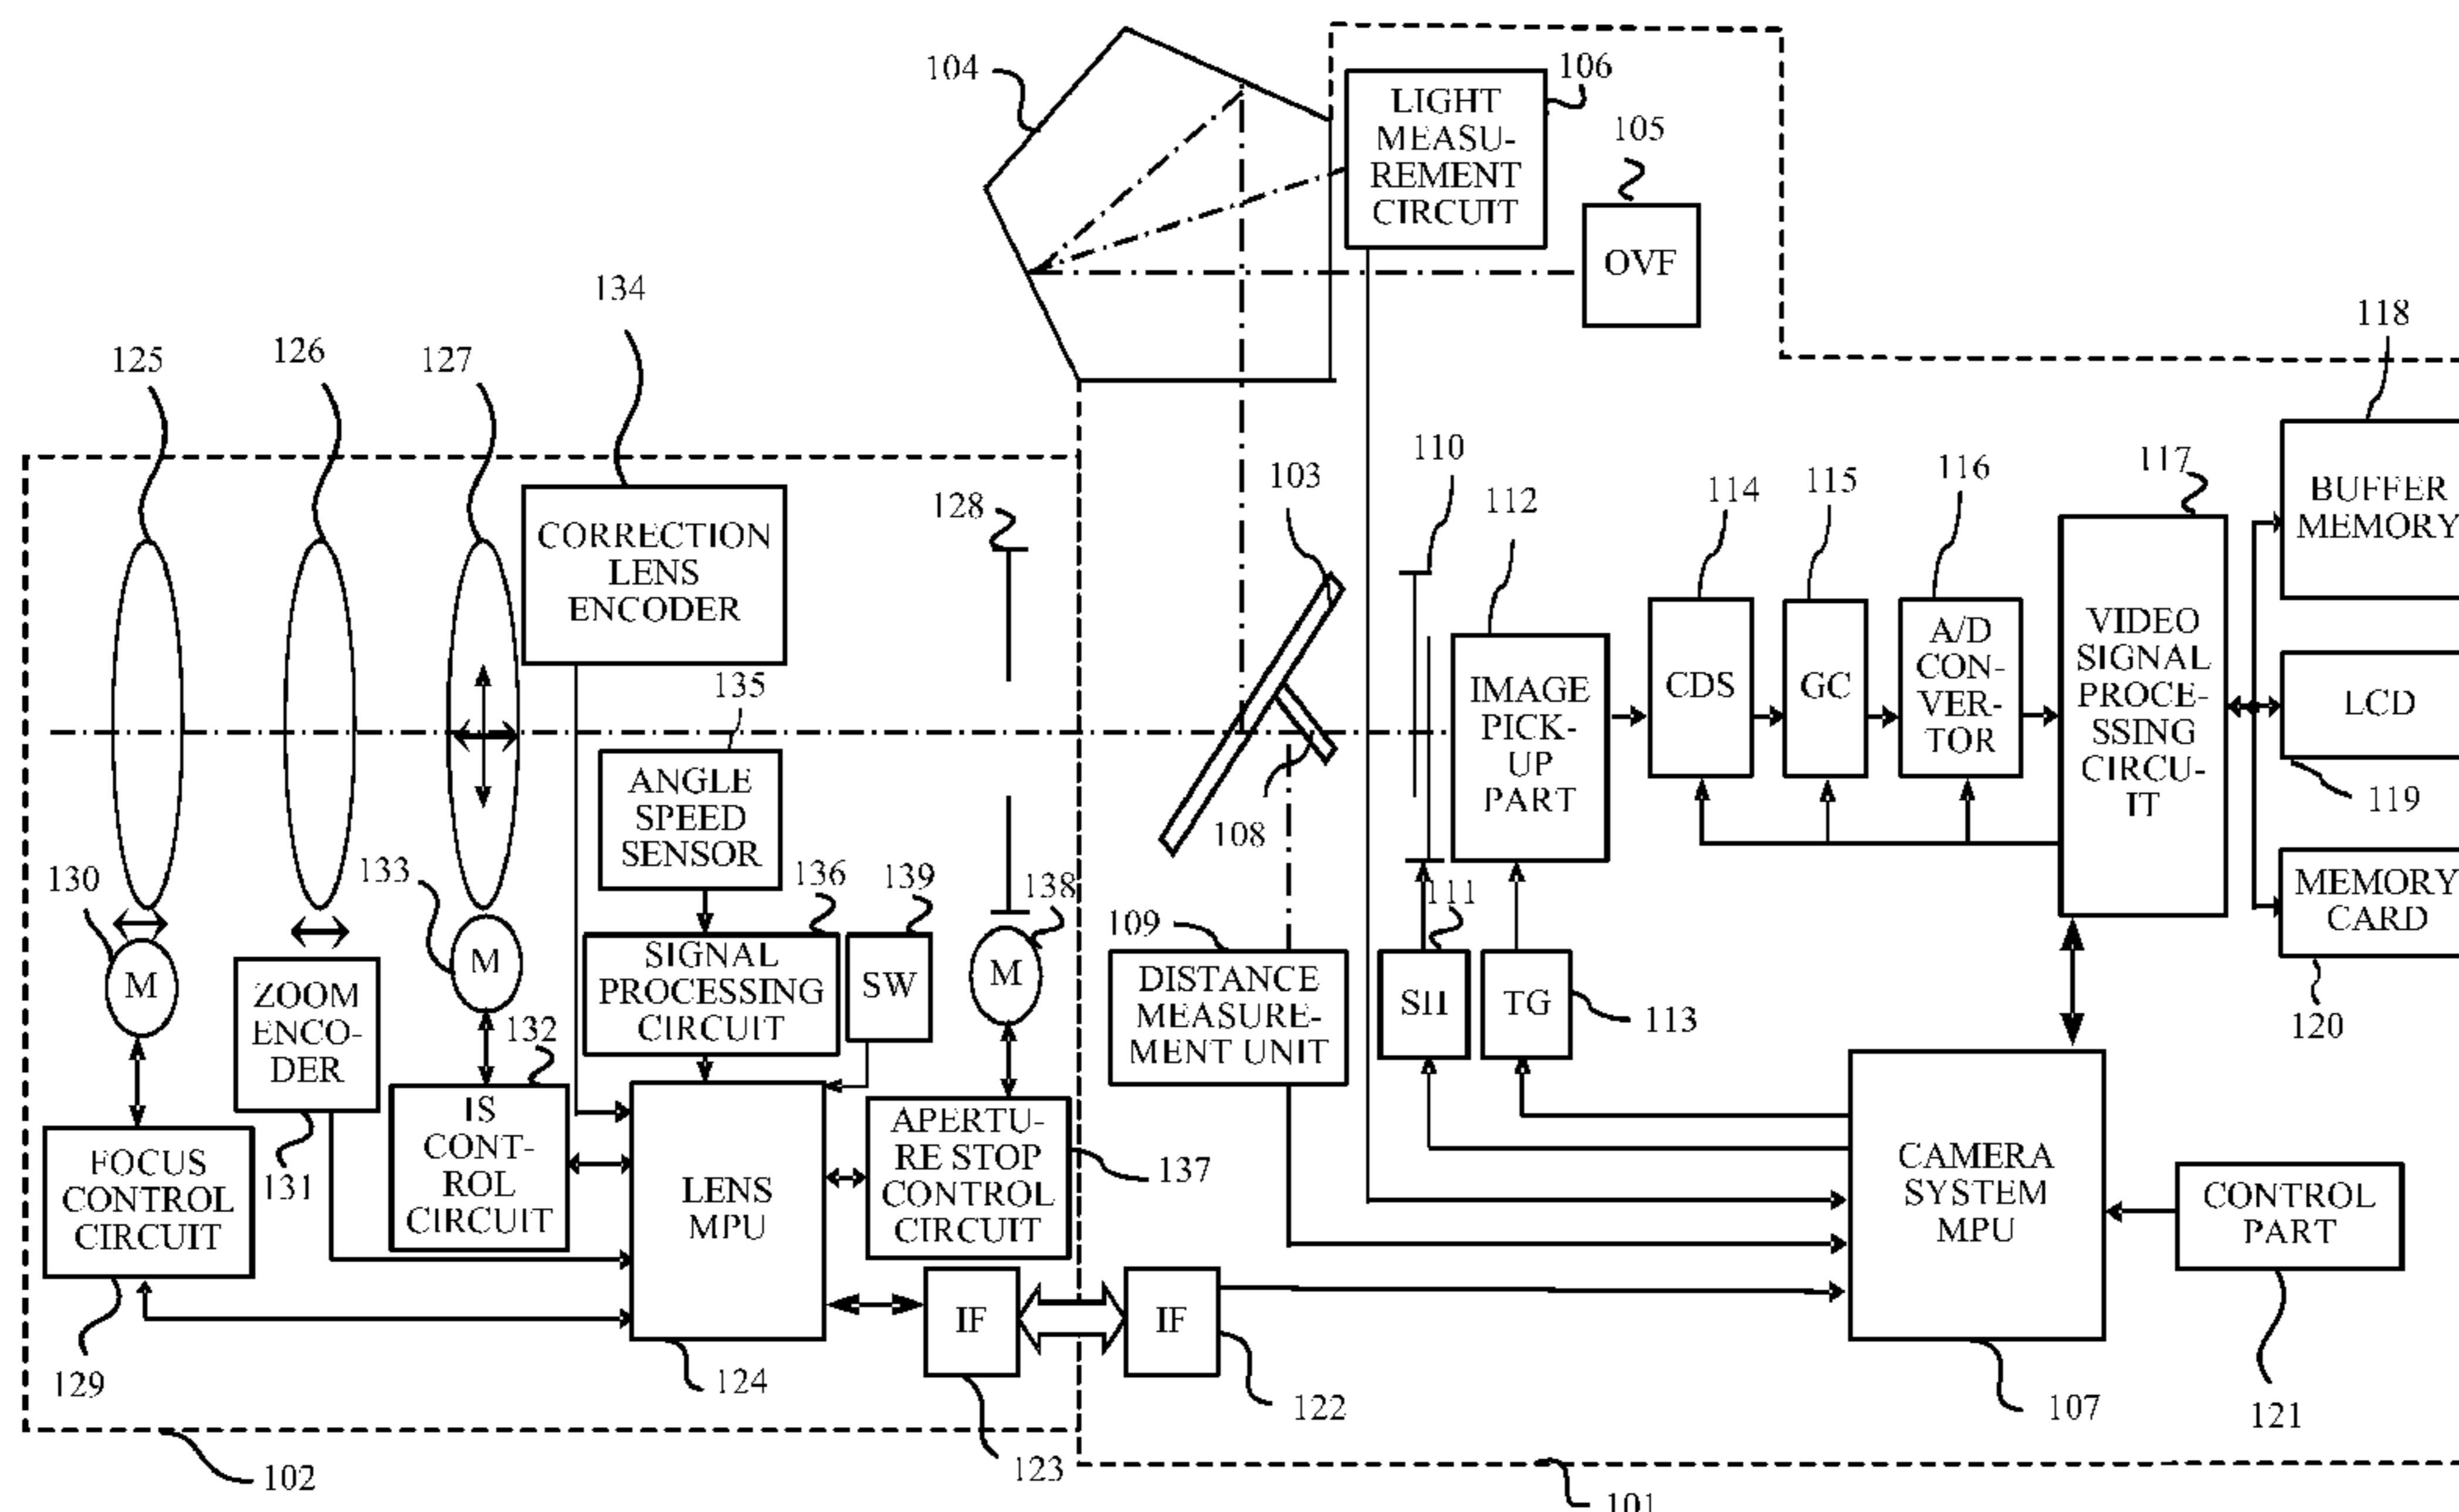 104
LIGHT
MEASU-
REMENT
CIRCUIT
106
105
OVF
134
125
126
127
118
BUFFER
MEMORY
CORRECTION
LENS
ENCODER
128
103
110
112
114
115
116
117
135
ANGLE
SPEED
SENSOR
IMAGE
PICK-
UP
PART
CDS
GC
A/D
CON-
VER-
TOR
VIDEO
SIGNAL
PROCE-
SSING
CIRCU-
IT
LCD
119
108
130
M
133
M
136
139
138
M
109
111
MEMORY
CARD
120
ZOOM
ENCO-
DER
131
132
SIGNAL
PROCESSING
CIRCUIT
SW
DISTANCE
MEASURE-
MENT UNIT
SH
TG
113
FOCUS
CONTROL
CIRCUIT
129
IS
CONT-
ROL
CIRCUIT
LENS
MPU
124
APERTU-
RE STOP
CONTROL
CIRCUIT
137
IF
123
IF
122
CAMERA
SYSTEM
MPU
107
CONTROL
PART
121
102
101